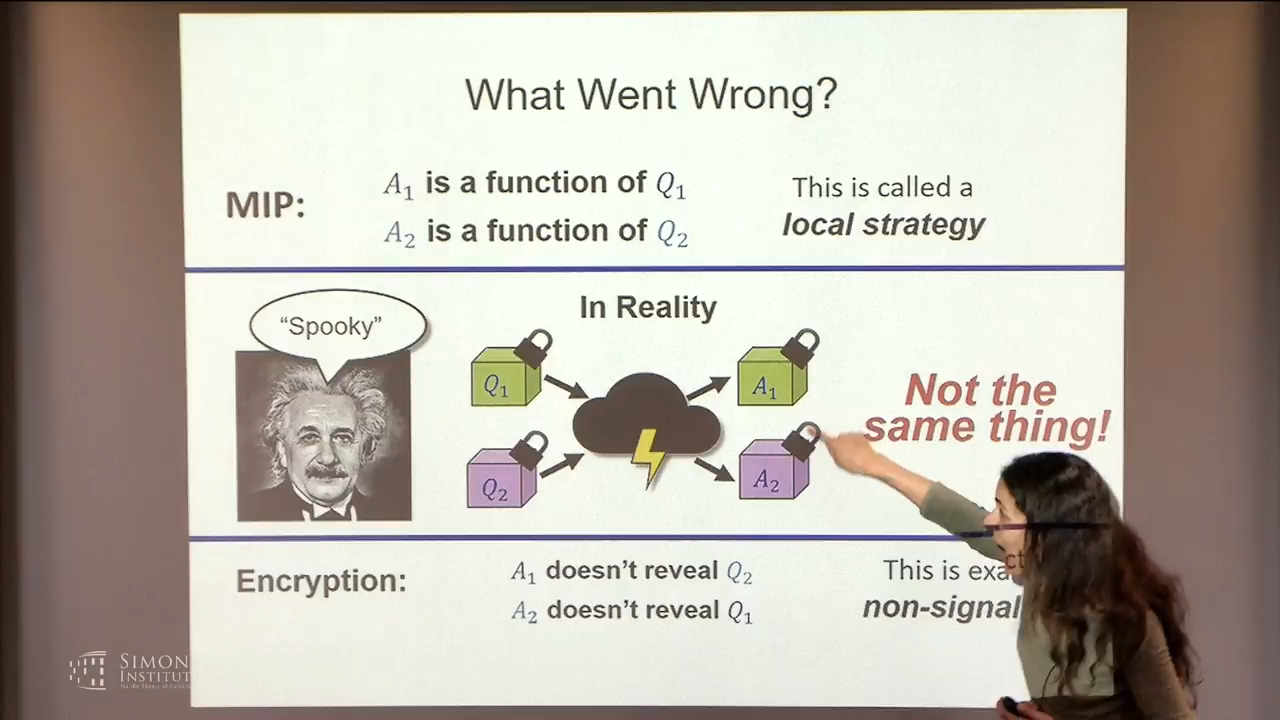 What Went Wrong?
MIP:
A₁ is a function of Q₁
A₂ is a function of Q₂
This is called a
local strategy
"Spooky"
In Reality
Q₁
A₁
Q₂
A₂
Not the
same thing!
Encryption:
A₁ doesn't reveal Q₂
A₂ doesn't reveal Q₁
This is
non-signal
SIMON
INSTITUT